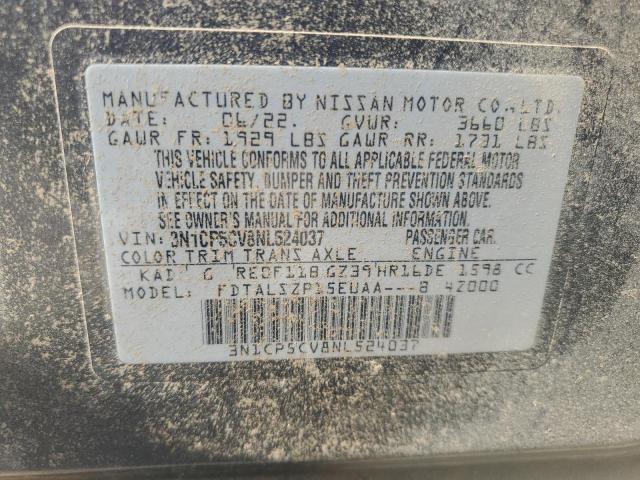 MANUFACTURED BY NISSAN MOTOR CO.,LTD.
DATE: 06/22. GVWR: 3660 LBS
GAWR FR: 1929 LBS GAWR RR: 1731 LBS
THIS VEHICLE CONFORMS TO ALL APPLICABLE FEDERAL MOTOR
VEHICLE SAFETY, BUMPER AND THEFT PREVENTION STANDARDS
IN EFFECT ON THE DATE OF MANUFACTURE SHOWN ABOVE.
SEE OWNER'S MANUAL FOR ADDITIONAL INFORMATION.
VIN: 3N1CP5CV8NL524037 PASSENGER CAR.
COLOR TRIM TRANS AXLE ENGINE
KAD G RE0F11B GZ39 HR16DE 1598 CC
MODEL: FDTALSZP15EUAA---8 4Z000
3N1CP5CV8NL524037